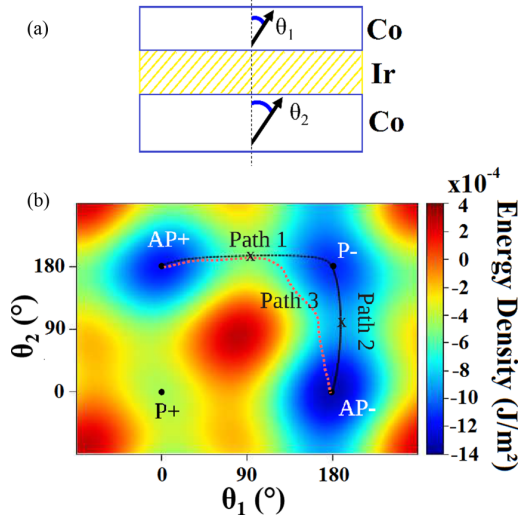 (a)
θ1
Co
Ir
θ2
Co
(b)
x10-4
AP+
Path 1
P-
Path 3
Path 2
P+
AP-
180
90
0
θ2 (°)
0
90
180
θ1 (°)
4
2
0
-2
-4
-6
-8
-10
-12
-14
Energy Density (J/m2)